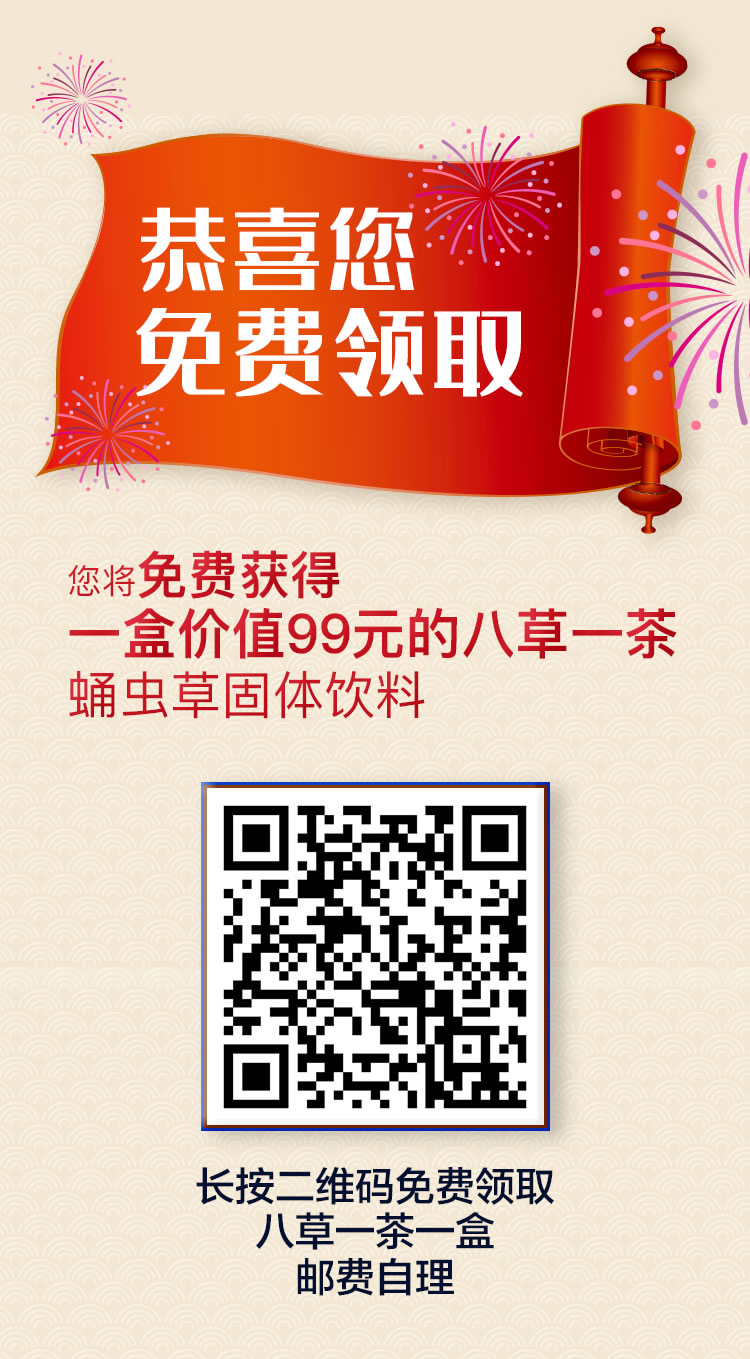 恭喜您
免费领取
您将免费获得
一盒价值99元的八草一茶
蛹虫草固体饮料
长按二维码免费领取
八草一茶一盒
邮费自理